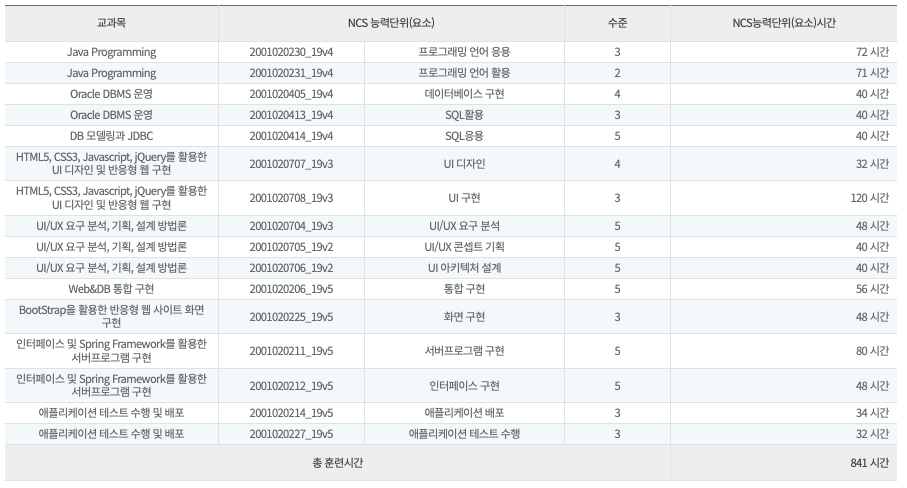 교과목 NCS 능력단위(요소) 수준 NCS능력단위(요소)시간
Java Programming 2001020230_19v4 프로그래밍 언어 응용 3 72 시간
Java Programming 2001020231_19v4 프로그래밍 언어 활용 2 71 시간
Oracle DBMS 운영 2001020405_19v4 데이터베이스 구현 4 40 시간
Oracle DBMS 운영 2001020413_19v4 SQL활용 3 40 시간
DB 모델링과 JDBC 2001020414_19v4 SQL응용 5 40 시간
HTML5, CSS3, Javascript, jQuery를 활용한
UI 디자인 및 반응형 웹 구현 2001020707_19v3 UI 디자인 4 32 시간
HTML5, CSS3, Javascript, jQuery를 활용한
UI 디자인 및 반응형 웹 구현 2001020708_19v3 UI 구현 3 120 시간
UI/UX 요구 분석, 기획, 설계 방법론 2001020704_19v3 UI/UX 요구 분석 5 48 시간
UI/UX 요구 분석, 기획, 설계 방법론 2001020705_19v2 UI/UX 콘셉트 기획 5 40 시간
UI/UX 요구 분석, 기획, 설계 방법론 2001020706_19v2 UI 아키텍처 설계 5 40 시간
Web&DB 통합 구현 2001020206_19v5 통합 구현 5 56 시간
BootStrap을 활용한 반응형 웹 사이트 화면
구현 2001020225_19v5 화면 구현 3 48 시간
인터페이스 및 Spring Framework를 활용한
서버프로그램 구현 2001020211_19v5 서버프로그램 구현 5 80 시간
인터페이스 및 Spring Framework를 활용한
서버프로그램 구현 2001020212_19v5 인터페이스 구현 5 48 시간
애플리케이션 테스트 수행 및 배포 2001020214_19v5 애플리케이션 배포 3 34 시간
애플리케이션 테스트 수행 및 배포 2001020227_19v5 애플리케이션 테스트 수행 3 32 시간
총 훈련시간 841 시간